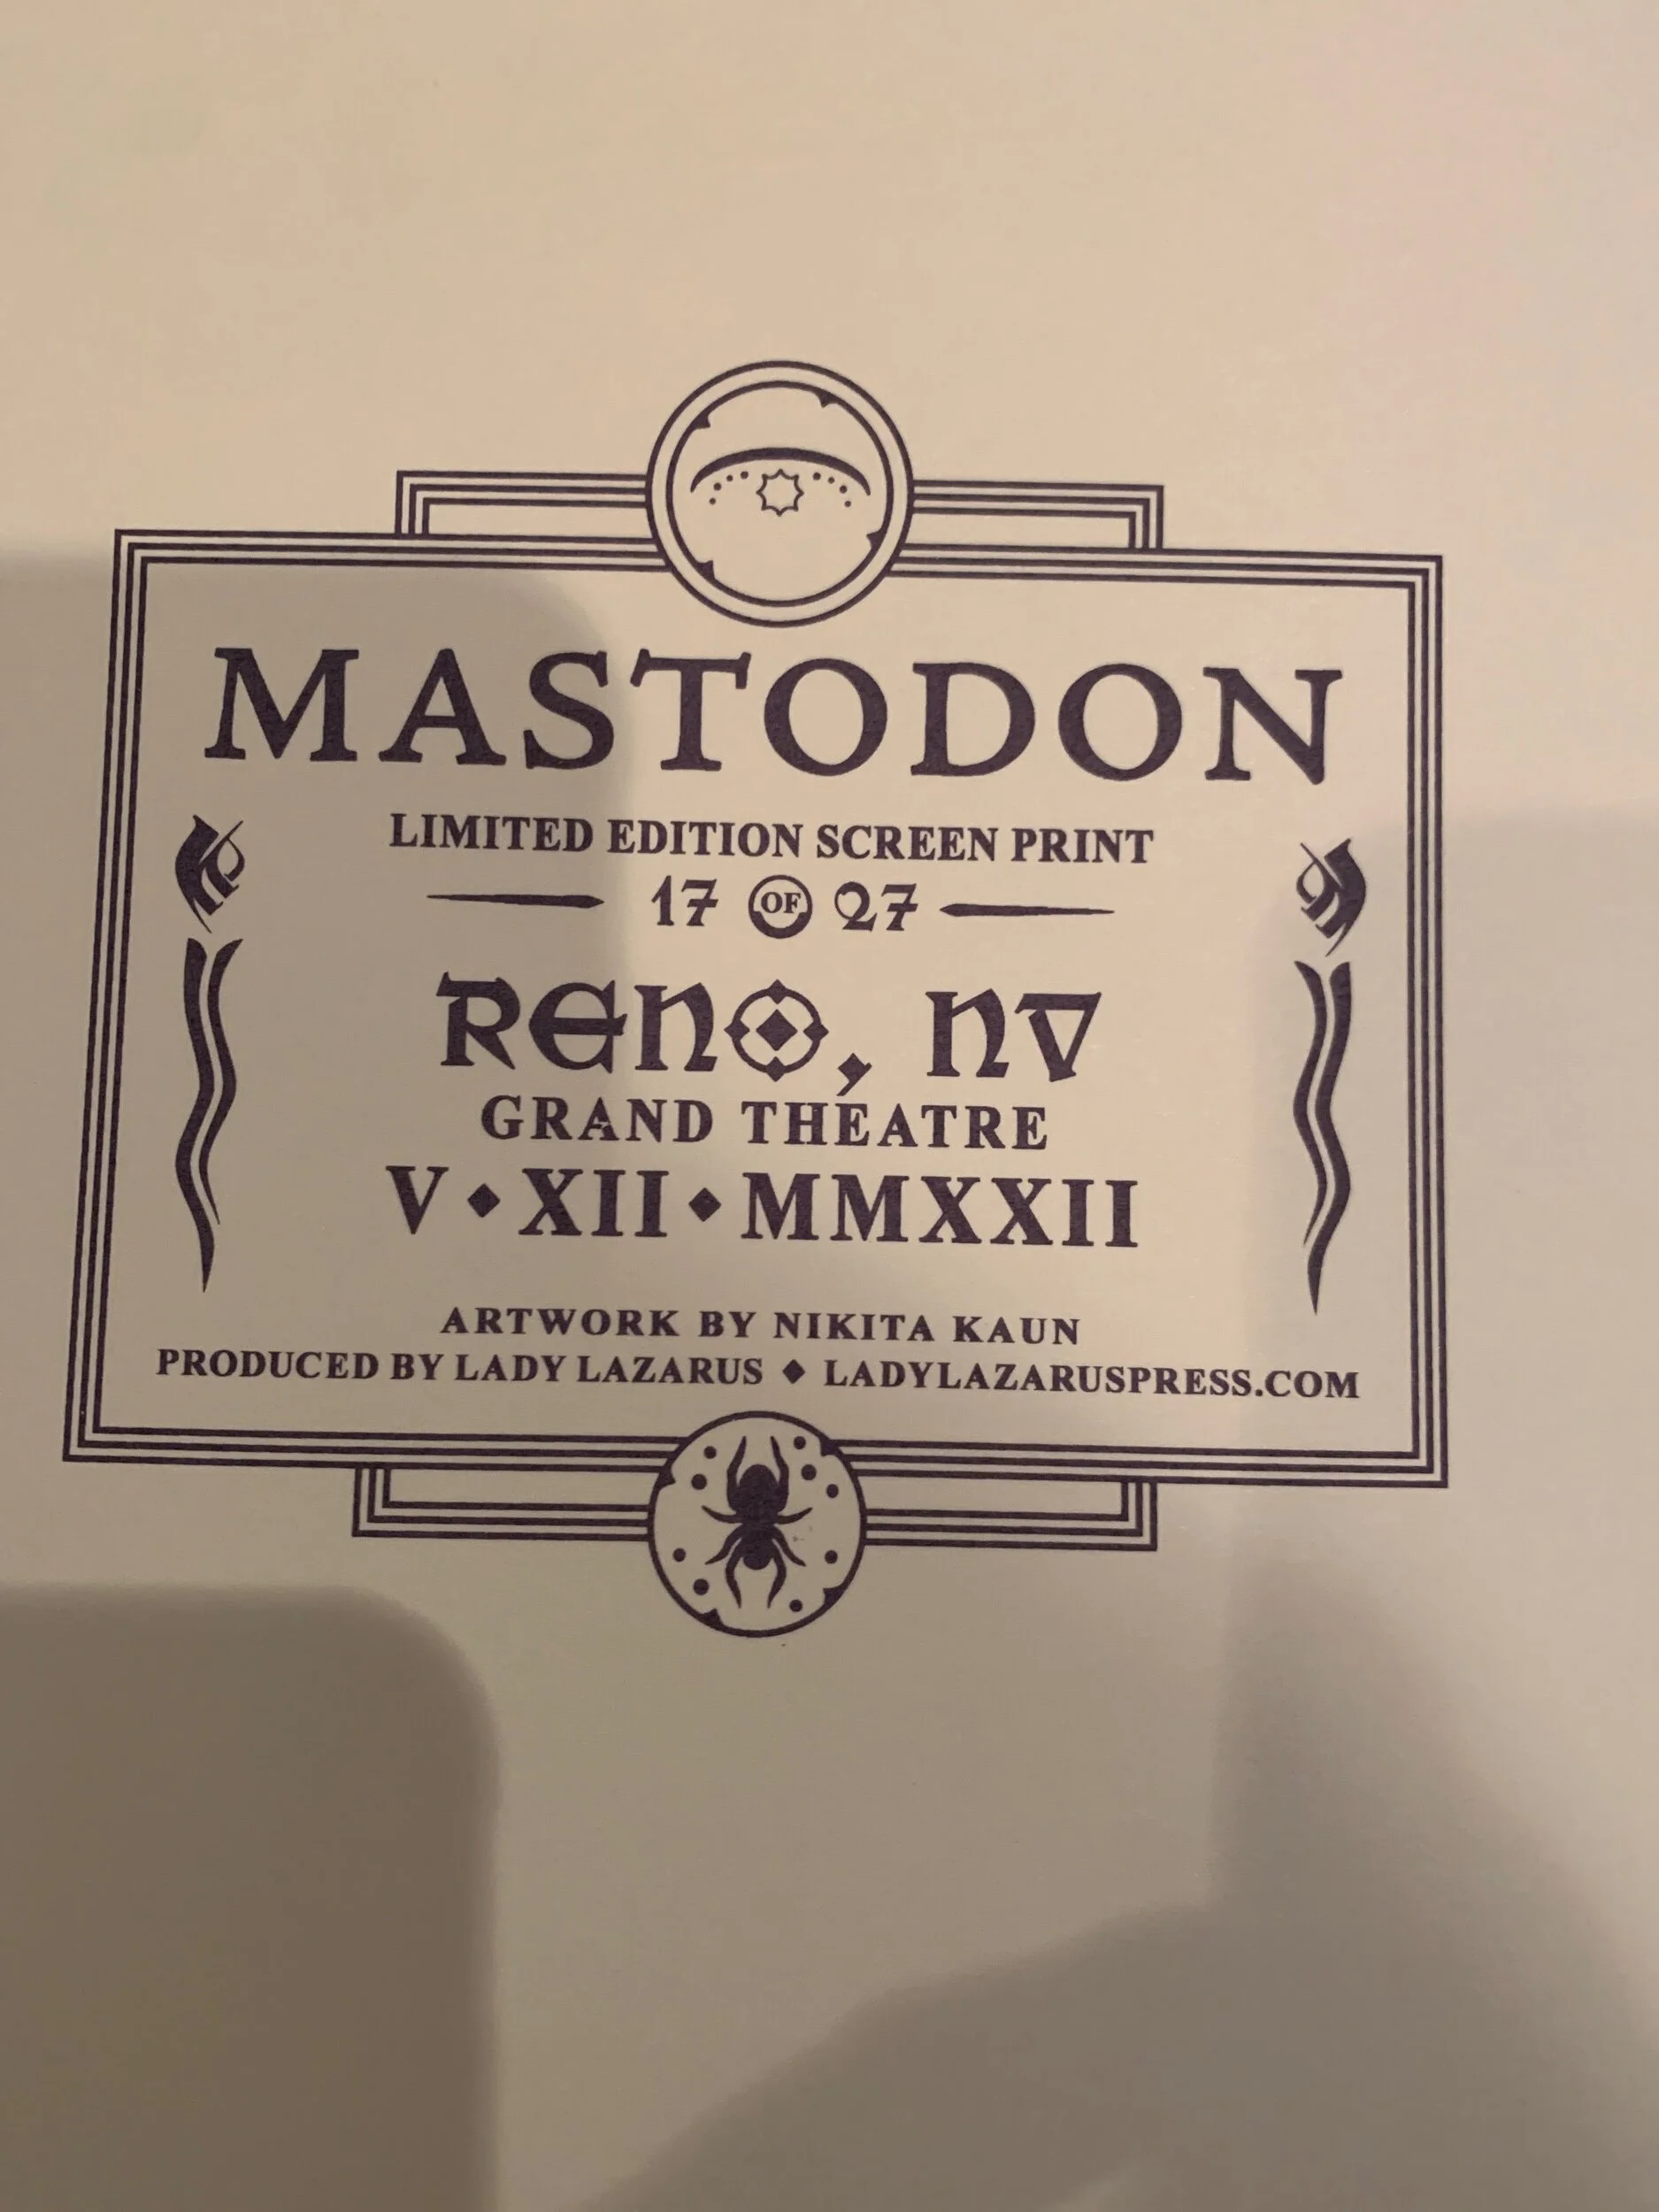 MASTODON
LIMITED EDITION SCREEN PRINT
17 OF 27
RENO, NV
GRAND THÉATRE
V◆XII◆MMXXII
ARTWORK BY NIKITA KAUN
PRODUCED BY LADY LAZARUS ◆ LADYLAZARUSPRESS.COM